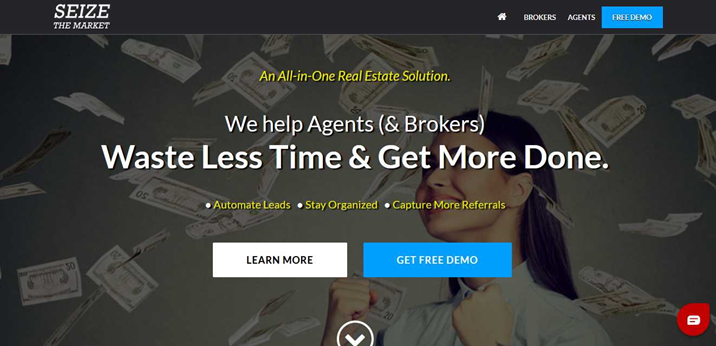 SEIZE
THE MARKET
BROKERS
AGENTS
FREE DEMO
An All-in-One Real Estate Solution.
We help Agents (& Brokers)
Waste Less Time & Get More Done.
● Automate Leads ● Stay Organized ● Capture More Referrals
LEARN MORE
GET FREE DEMO